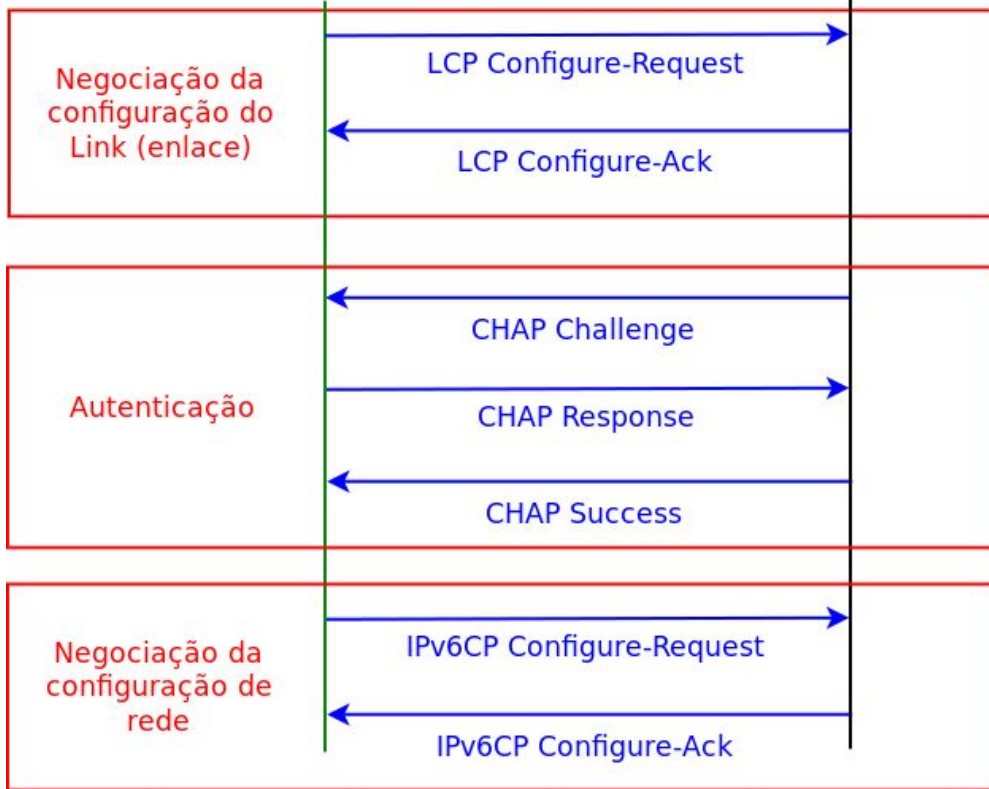 Negociação da
configuração do
Link (enlace)
LCP Configure-Request
LCP Configure-Ack
Autenticação
CHAP Challenge
CHAP Response
CHAP Success
Negociação da
configuração de
rede
IPv6CP Configure-Request
IPv6CP Configure-Ack